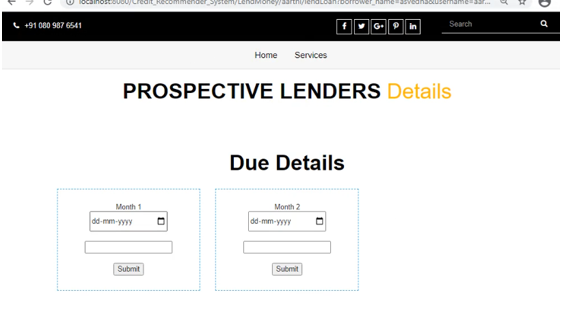 localhost:8080/Credit_Recommender_System/LendMoney/aarthi/lendLoan?borrower_name=asvedha&username=aar...
+91 080 987 6541
Search
Home Services
PROSPECTIVE LENDERS Details
Due Details
Month 1 Month 2
dd-mm-yyyy dd-mm-yyyy
Submit Submit